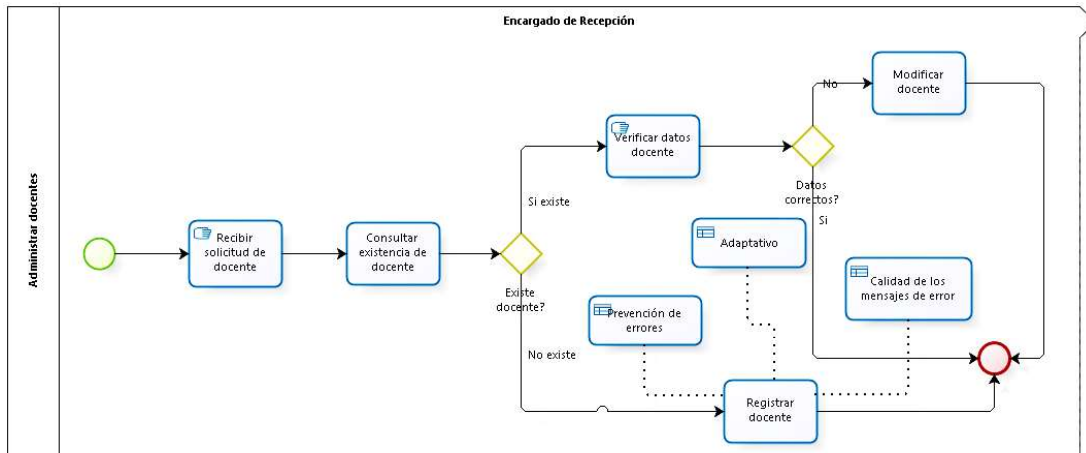 Encargado de Recepción
Administrar docentes
Recibir
solicitud de
docente
Consultar
existencia de
docente
Existe
docente?
Si existe
No existe
Verificar datos
docente
Datos
correctos?
No
Si
Modificar
docente
Adaptativo
Prevención de
errores
Calidad de los
mensajes de error
Registrar
docente